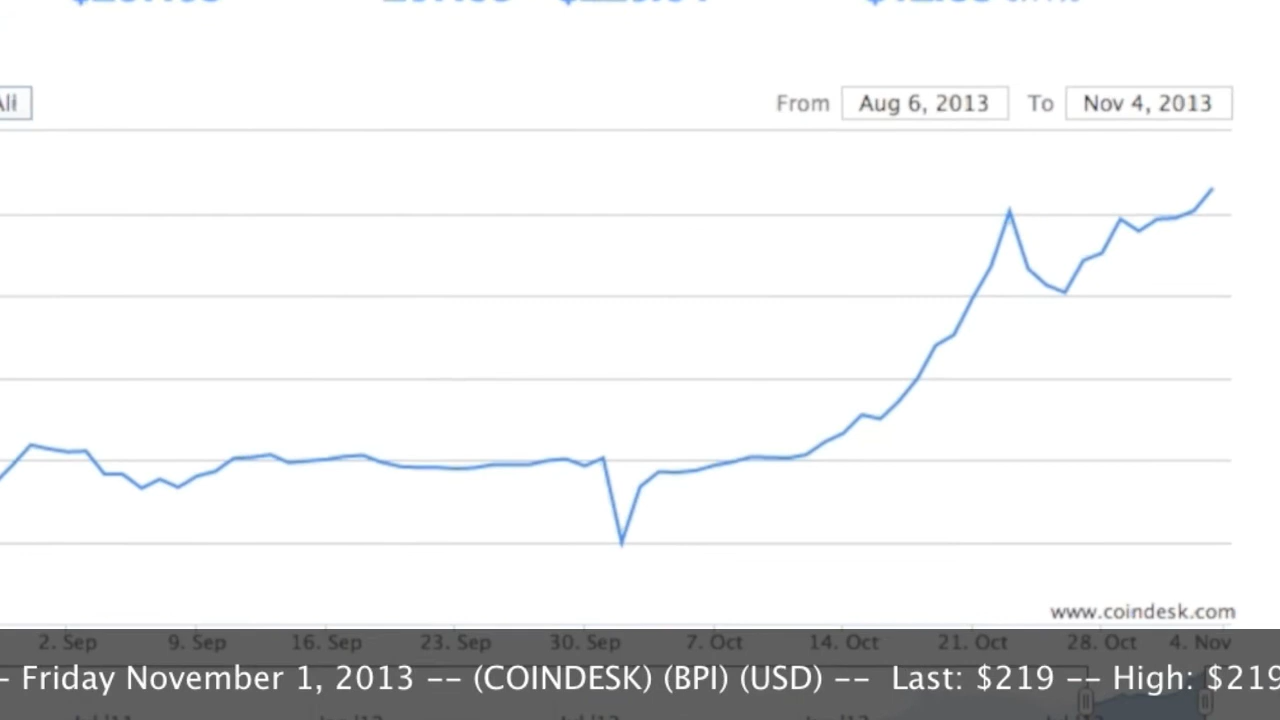 All
From Aug 6, 2013 To Nov 4, 2013
www.coindesk.com
2. Sep 9. Sep 16. Sep 23. Sep 30. Sep 7. Oct 14. Oct 21. Oct 28. Oct 4. Nov
- Friday November 1, 2013 -- (COINDESK) (BPI) (USD) -- Last: $219 -- High: $219